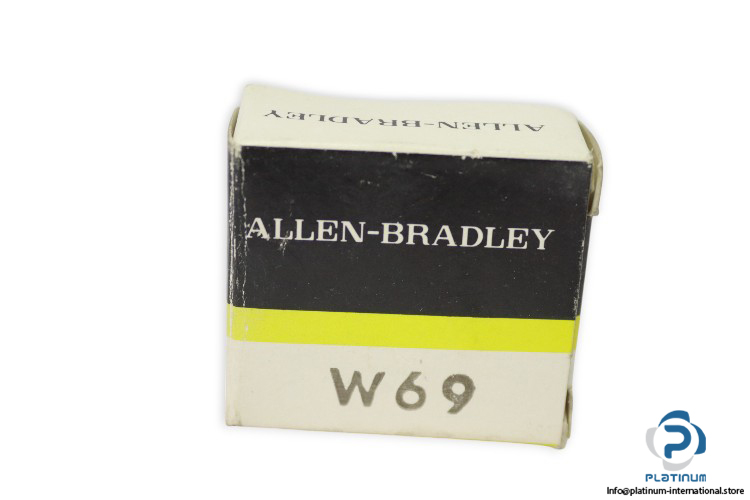 ALLEN-BRADLEY
ALLEN-BRADLEY
W69
PLATINUM
Info@platinum-international.store